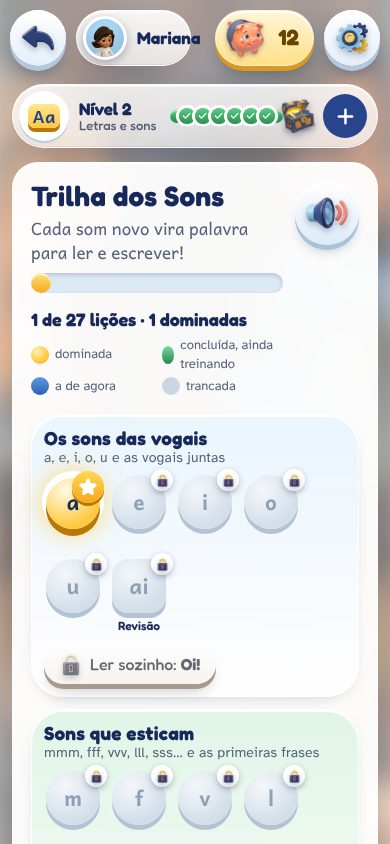 Mariana
12
Aa
Nível 2
Letras e sons
Trilha dos Sons
Cada som novo vira palavra
para ler e escrever!
1 de 27 lições · 1 dominadas
dominada
concluída, ainda
treinando
a de agora
trancada
Os sons das vogais
a, e, i, o, u e as vogais juntas
a
e
i
o
u
ai
Revisão
Ler sozinho: Oi!
Sons que esticam
mmm, fff, vvv, lll, sss... e as primeiras frases
m
f
v
l